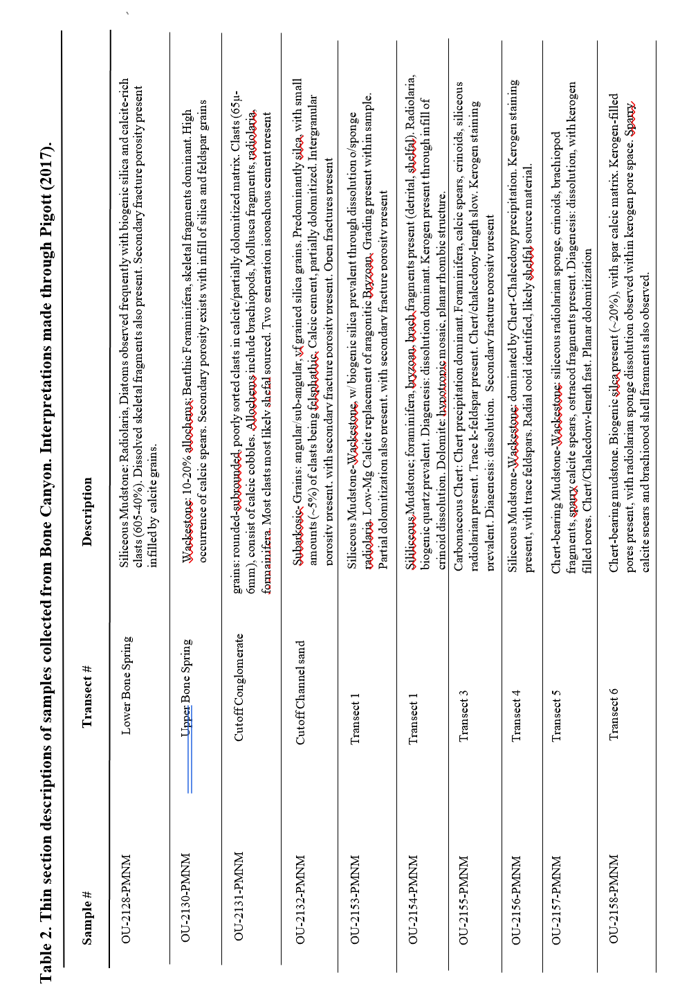 Table 2. Thin section descriptions of samples collected from Bone Canyon. Interpretations made through Pigott (2017).
Sample # Transect # Description
OU-2128-PMNM Lower Bone Spring Siliceous Mudstone: Radiolaria, Diatoms observed frequently with biogenic silica and calcite-rich
clasts (605-40%). Dissolved skeletal fragments also present. Secondary fracture porosity present
infilled by calcite grains.
OU-2130-PMNM Upper Bone Spring Wackestone: 10-20% allochems: Benthic Foraminifera, skeletal fragments dominant. High
occurrence of calcic spears. Secondary porosity exists with infill of silica and feldspar grains
OU-2131-PMNM Cutoff Conglomerate grains: rounded-subrounded, poorly sorted clasts in calcite/partially dolomitized matrix. Clasts (65µ-
6mm), consist of calcic cobbles. Allochems include brachiopods, Mollusca fragments, radiolaria,
formainifera. Most clasts most likely shefal sourced. Two generation isopachous cement present
OU-2132-PMNM Cutoff Channel sand Subarkosic- Grains: angular/sub-angular, vf grained silica grains. Predominantly silca, with small
amounts (~5%) of clasts being felsphathic. Calcic cement, partially dolomitized. Intergranular
porosity present. with secondary fracture porosity present. Open fractures present
OU-2153-PMNM Transect 1 Siliceous Mudstone-Wackestone, w/ biogenic silica prevalent through dissolution o/sponge
radiolaria. Low-Mg Calcite replacement of aragonitic Bryzoan. Grading present within sample.
Partial dolomitization also present. with secondary fracture porosity present
OU-2154-PMNM Transect 1 SIiliceous Mudstone; foraminifera, bryzoan, brach fragments present (detrital, shelfal). Radiolaria,
biogenic quartz prevalent. Diagenesis: dissolution dominant. Kerogen present through infill of
crinoid dissolution. Dolomite: hypotropic mosaic, planar rhombic structure.
OU-2155-PMNM Transect 3 Carbonaceous Chert: Chert precipitation dominant. Foraminifera, calcic spears, crinoids, siliceous
radiolarian present. Trace k-feldspar present. Chert/chalcedony-length slow. Kerogen staining
prevalent. Diagenesis: dissolution. Secondary fracture porosity present
OU-2156-PMNM Transect 4 Siliceous Mudstone-Wackestone: dominated by Chert-Chalcedony precipitation. Kerogen staining
present, with trace feldspars. Radial ooid identified, likely shelfal source material.
OU-2157-PMNM Transect 5 Chert-bearing Mudstone-Wackestone: siliceous radiolarian sponge, crinoids, brachiopod
fragments, sparry calcite spears, ostracod fragments present. Diagenesis: dissolution, with kerogen
filled pores. Chert/Chalcedony-length fast. Planar dolomitization
OU-2158-PMNM Transect 6 Chert-bearing mudstone. Biogenic silca present (~20%), with spar calcic matrix. Kerogen-filled
pores present, with radiolarian sponge dissolution observed within kerogen pore space. Sparry
calcite spears and brachiopod shell fragments also observed.